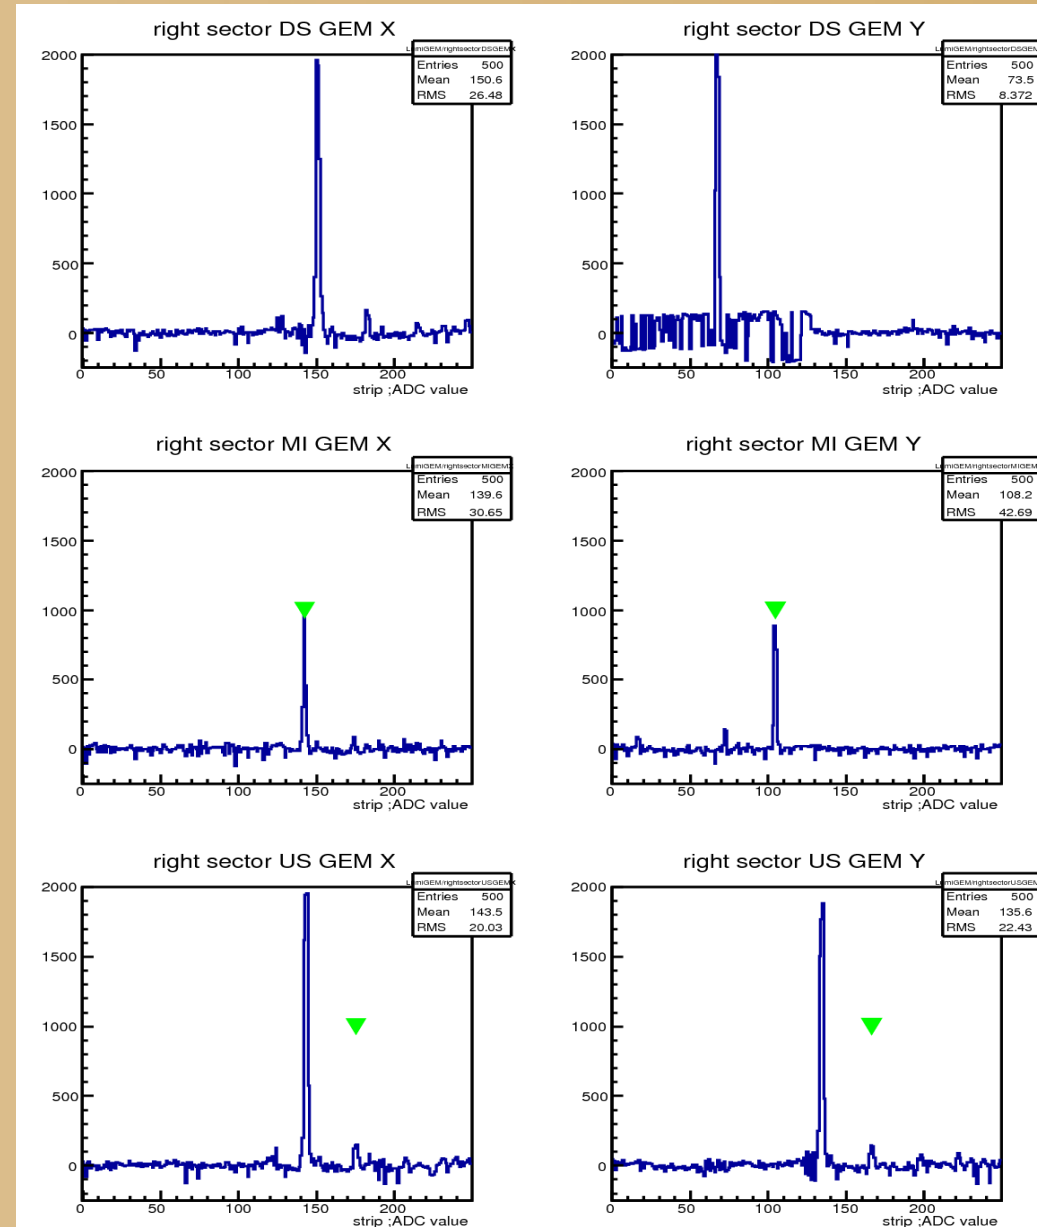 right sector DS GEM X
LumiGEM/rightsectorDSGEMX
Entries 500
Mean 150.6
RMS 26.48
2000
1500
1000
500
0
0 50 100 150 200
strip ;ADC value
right sector DS GEM Y
Entries 500
Mean 73.5
RMS 8.372
2000
1500
1000
500
0
0 50 100 150 200
strip ;ADC value
right sector MI GEM X
LumiGEM/rightsectorMIGEMX
Entries 500
Mean 139.6
RMS 30.65
2000
1500
1000
500
0
0 50 100 150 200
strip ;ADC value
right sector MI GEM Y
Entries 500
Mean 108.2
RMS 42.69
2000
1500
1000
500
0
0 50 100 150 200
strip ;ADC value
right sector US GEM X
LumiGEM/rightsectorUSGEMX
Entries 500
Mean 143.5
RMS 20.03
2000
1500
1000
500
0
0 50 100 150 200
strip ;ADC value
right sector US GEM Y
Entries 500
Mean 135.6
RMS 22.43
2000
1500
1000
500
0
0 50 100 150 200
strip ;ADC value